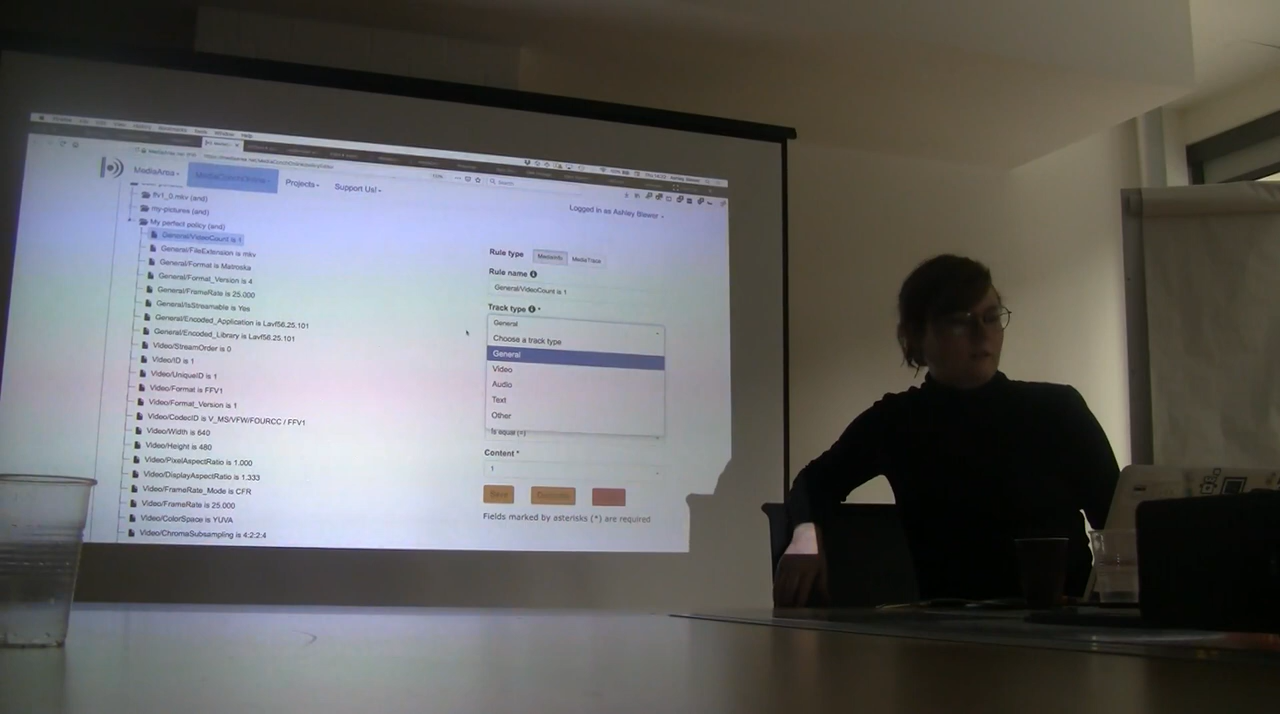 MediaArea
MediaConchOnline
Projects
Support Us!
Search
Logged in as Ashley Blewer
ffv1_0.mkv (and)
my-pictures (and)
My perfect policy (and)
General/VideoCount is 1
General/FileExtension is mkv
General/Format is Matroska
General/Format_Version is 4
General/FrameRate is 25.000
General/IsStreamable is Yes
General/Encoded_Application is Lavf56.25.101
General/Encoded_Library is Lavf56.25.101
Video/StreamOrder is 0
Video/ID is 1
Video/UniqueID is 1
Video/Format is FFV1
Video/Format_Version is 1
Video/CodecID is V_MS/VFW/FOURCC / FFV1
Video/Width is 640
Video/Height is 480
Video/PixelAspectRatio is 1.000
Video/DisplayAspectRatio is 1.333
Video/FrameRate_Mode is CFR
Video/FrameRate is 25.000
Video/ColorSpace is YUVA
Video/ChromaSubsampling is 4:2:2:4
Rule type MediaInfo MediaTrace
Rule name
General/VideoCount is 1
Track type *
General
Choose a track type
General
Video
Audio
Text
Other
Is equal (=)
Content *
1
Save
Fields marked by asterisks (*) are required